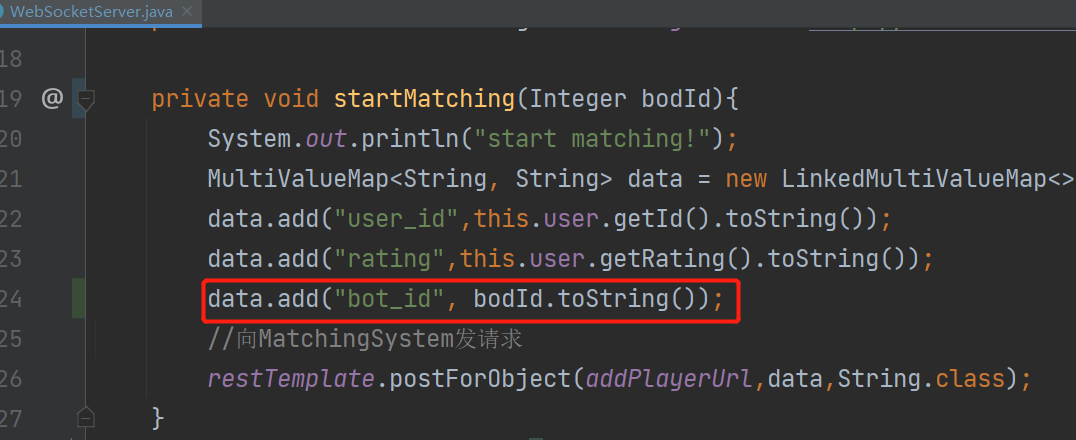 WebSocketServer.java
18
19 @ private void startMatching(Integer bodId){
20 System.out.println("start matching!");
21 MultiValueMap<String, String> data = new LinkedMultiValueMap<>
22 data.add("user_id",this.user.getId().toString());
23 data.add("rating",this.user.getRating().toString());
24 data.add("bot_id", bodId.toString());
25 //向MatchingSystem发请求
26 restTemplate.postForObject(addPlayerUrl,data,String.class);
27 }